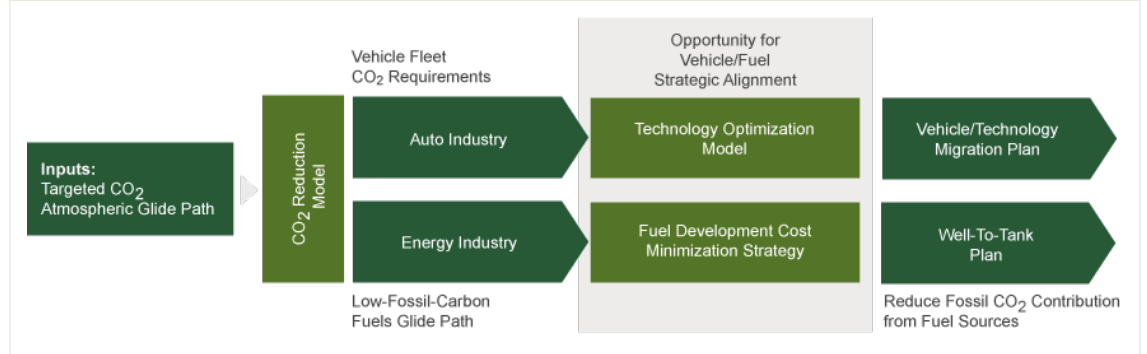 Inputs:
Targeted CO2
Atmospheric Glide Path
CO2 Reduction
Model
Vehicle Fleet
CO2 Requirements
Auto Industry
Energy Industry
Low-Fossil-Carbon
Fuels Glide Path
Opportunity for
Vehicle/Fuel
Strategic Alignment
Technology Optimization
Model
Fuel Development Cost
Minimization Strategy
Vehicle/Technology
Migration Plan
Well-To-Tank
Plan
Reduce Fossil CO2 Contribution
from Fuel Sources